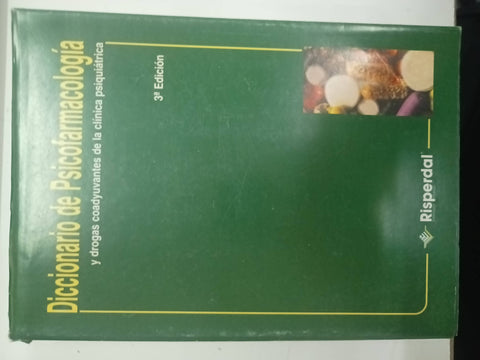 Diccionario de Psicofarmacología
y drogas coadyuvantes de la clínica psiquiátrica
3ª Edición
Risperdal